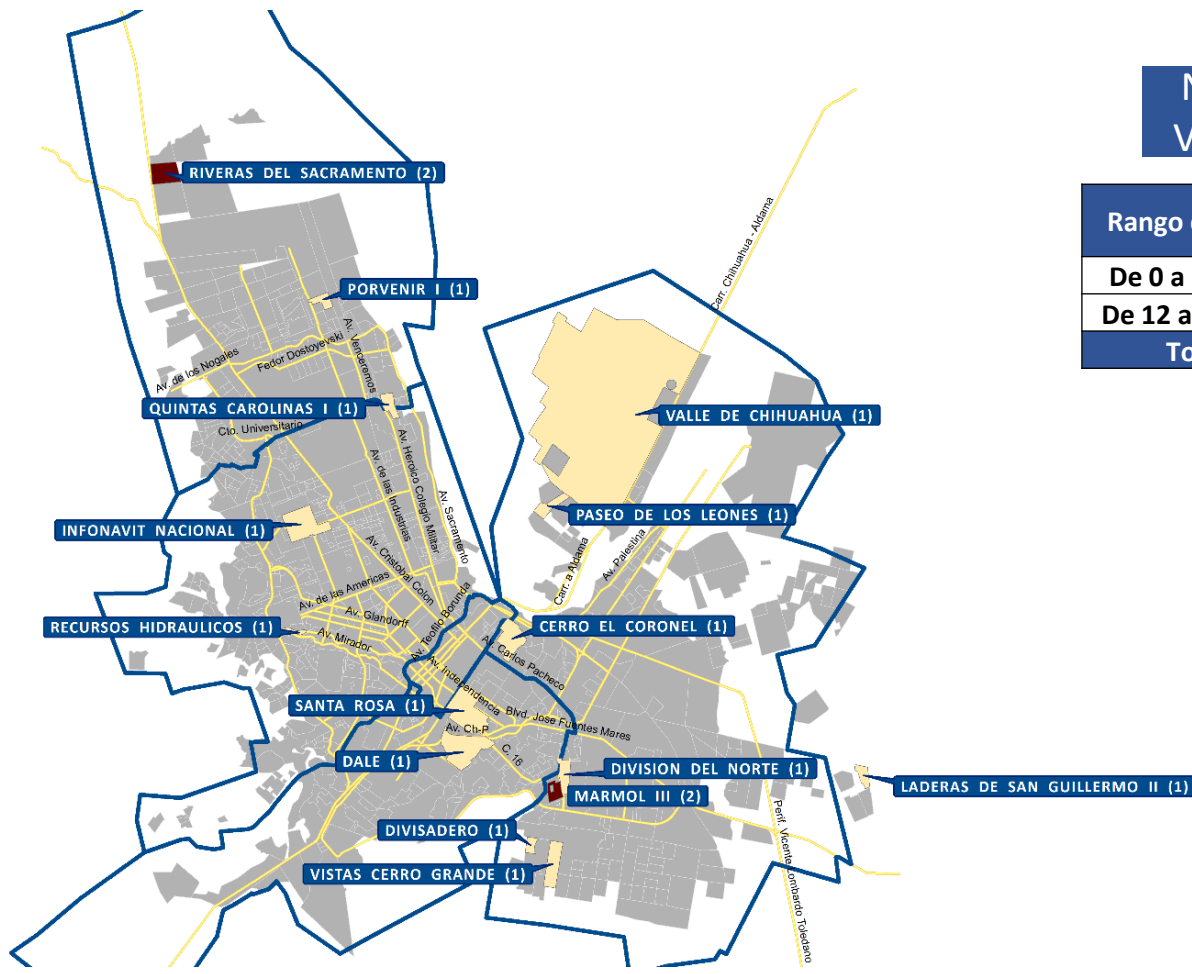 RIVERAS DEL SACRAMENTO (2)
PORVENIR I (1)
Av. Venceremos
Fedor Dostoyevski
Av. de los Nogales
QUINTAS CAROLINAS I (1)
Cto. Universitario
Av. Heroico Colegio Militar
Av. de las Industrias
Av. Sacramento
INFONAVIT NACIONAL (1)
Av. Cristobal Colon
Av. de las Americas
Av. Glandorff
Av. Teofilo Borunda
RECURSOS HIDRAULICOS (1)
Av. Mirador
Carr. Chihuahua - Aldama
VALLE DE CHIHUAHUA (1)
PASEO DE LOS LEONES (1)
Carr. a Aldama
Av. Palestina
CERRO EL CORONEL (1)
Av. Carlos Pacheco
Av. Independencia
SANTA ROSA (1)
Blvd. Jose Fuentes Mares
Av. Ch-P
DALE (1)
C. 16
DIVISION DEL NORTE (1)
MARMOL III (2)
LADERAS DE SAN GUILLERMO II (1)
DIVISADERO (1)
VISTAS CERRO GRANDE (1)
Perif. Vicente Lombardo Toledano
Rango
De 0 a
De 12 a